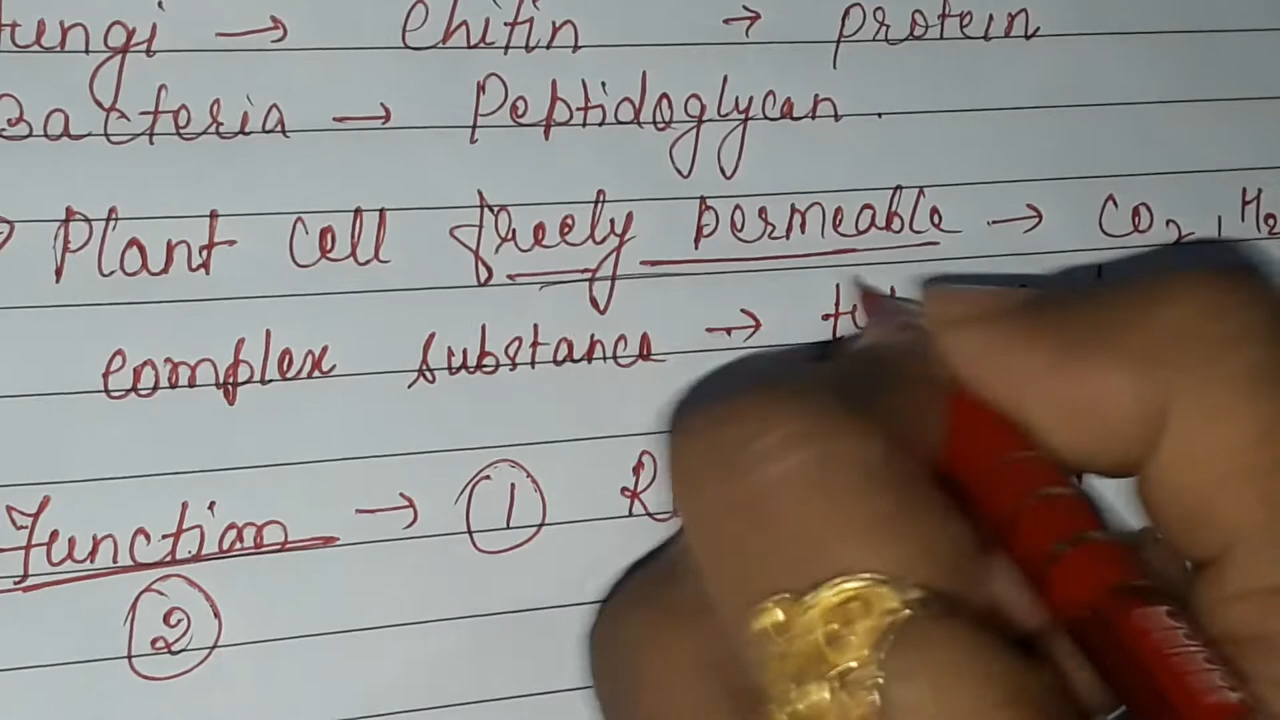 fungi → Chitin → protein
Bacteria → Peptidoglycan
Plant Cell freely permeable → CO2, H2
Complex substance →
Function → ①
②